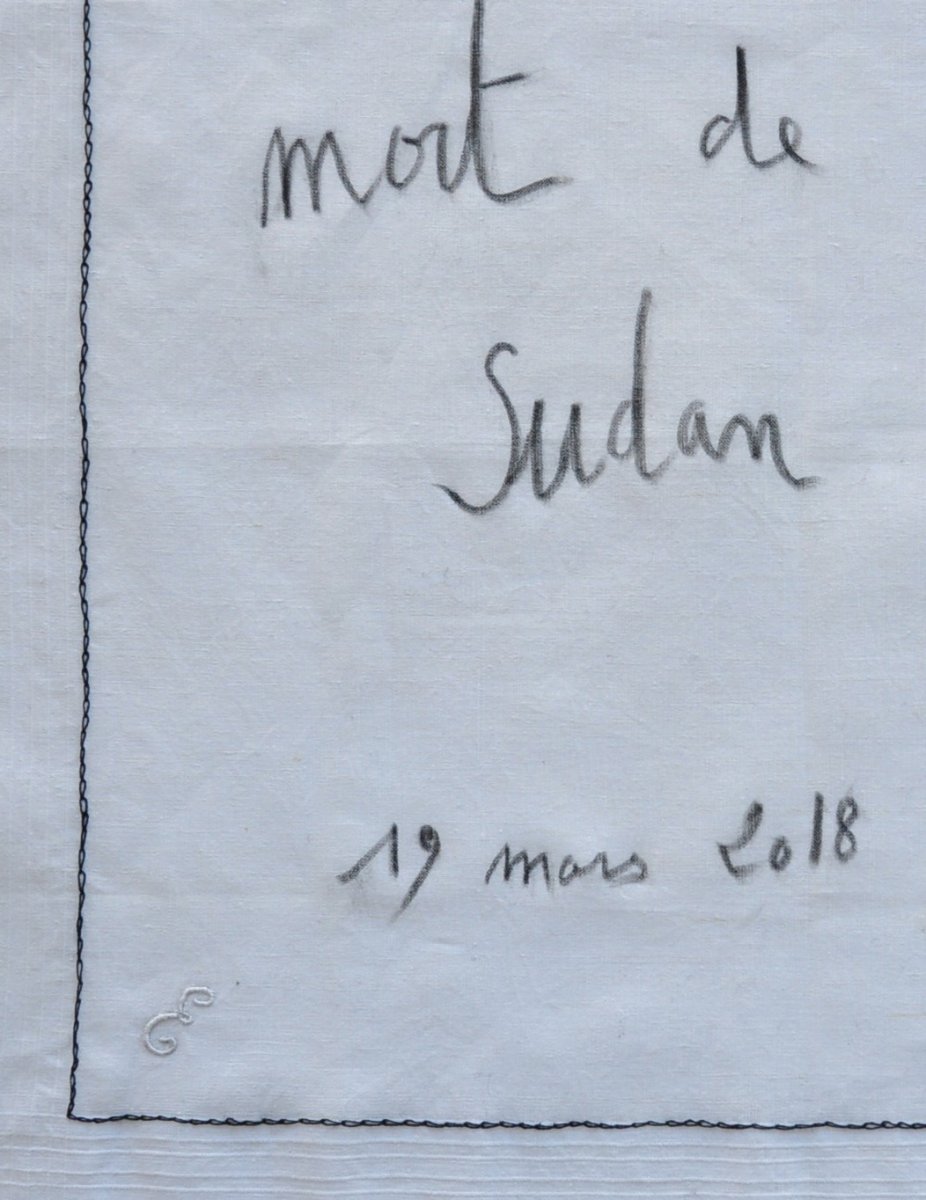 mort de
Sudan
19 mars 2018
E